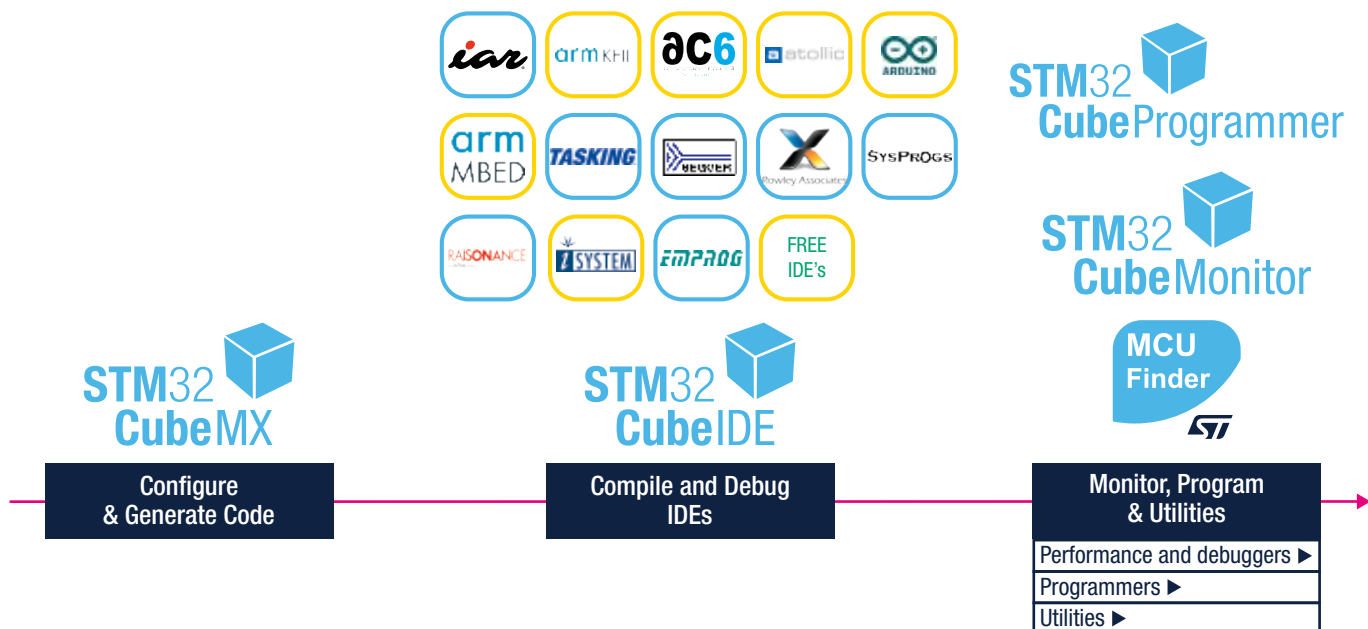 iar
arm KEIL
ac6
atollic
ARDUINO
arm
MBED
TASKING
SEGGER
Rowley Associates
SYSPROGS
RAISONANCE
iSYSTEM
EMPROG
FREE
IDE's
STM32
CubeProgrammer
STM32
CubeMonitor
MCU
Finder
ST
STM32
CubeMX
STM32
CubeIDE
Configure
& Generate Code
Compile and Debug
IDEs
Monitor, Program
& Utilities
Performance and debuggers ▶
Programmers ▶
Utilities ▶